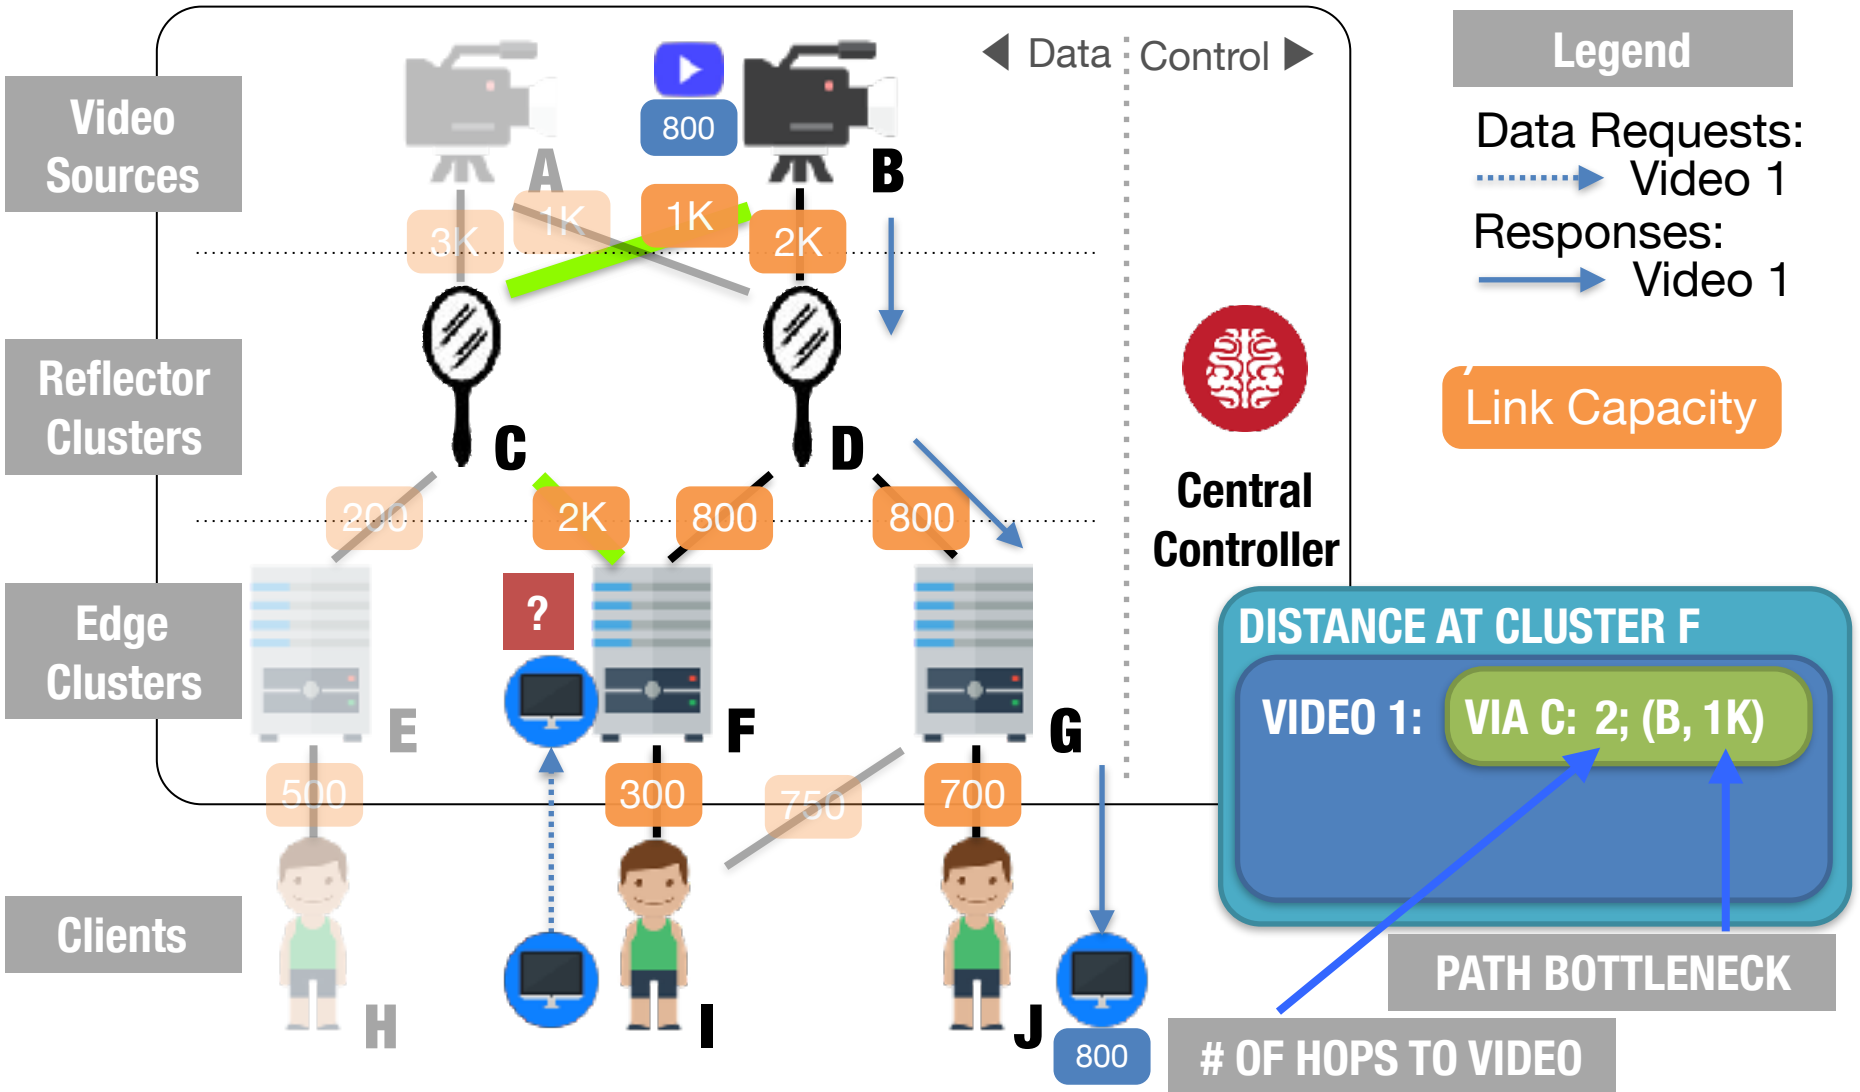 Data
Control
Legend
Video
Sources
800
A
B
3K
1K
1K
2K
Data Requests:
Video 1
Responses:
Video 1
Reflector
Clusters
C
D
Link Capacity
Central
Controller
200
2K
800
800
Edge
Clusters
?
E
F
G
DISTANCE AT CLUSTER F
VIDEO 1:
VIA C: 2; (B, 1K)
500
300
750
700
Clients
H
I
J
800
PATH BOTTLENECK
# OF HOPS TO VIDEO